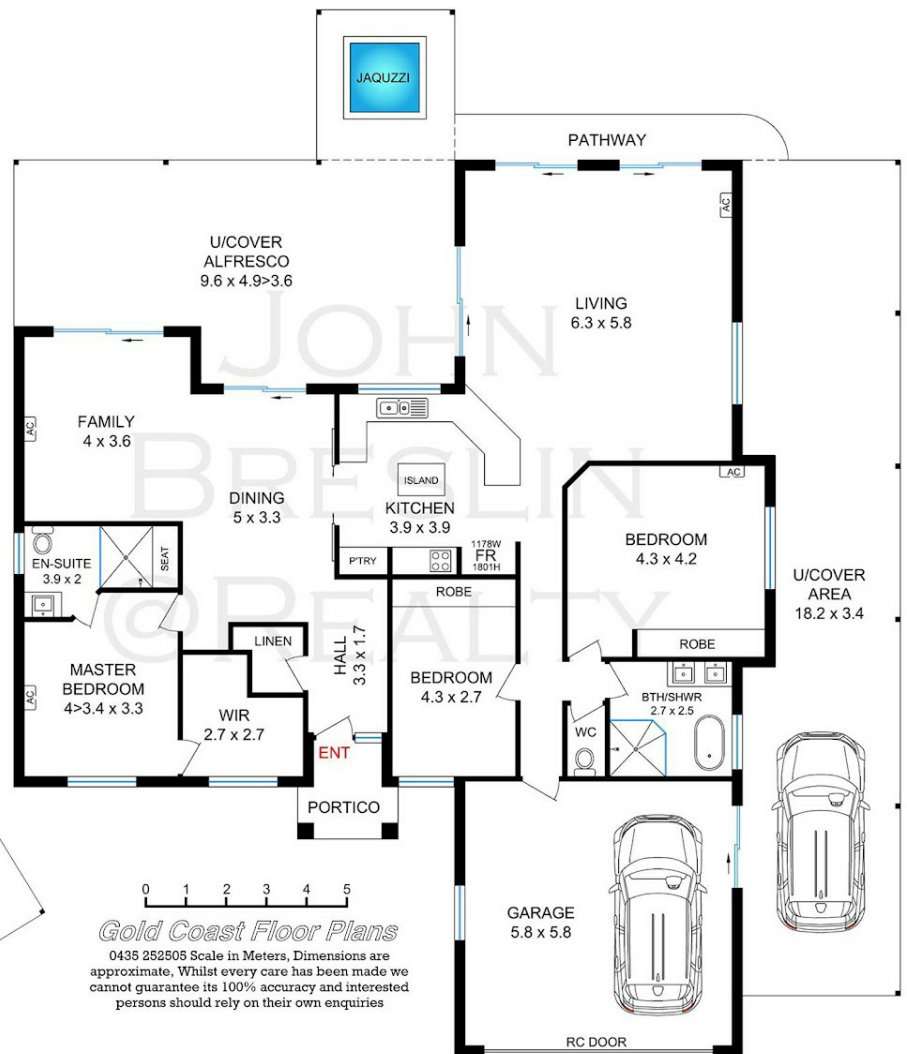 JAQUZZI
PATHWAY
AC
U/COVER
ALFRESCO
9.6 x 4.9>3.6
LIVING
6.3 x 5.8
JOHN
BRESLIN
@REALTY
FAMILY
4 x 3.6
AC
DINING
5 x 3.3
ISLAND
KITCHEN
3.9 x 3.9
P'TRY
1178W
FR
1801H
AC
BEDROOM
4.3 x 4.2
ROBE
U/COVER
AREA
18.2 x 3.4
EN-SUITE
3.9 x 2
SEAT
ROBE
BEDROOM
4.3 x 2.7
LINEN
HALL
3.3 x 1.7
MASTER
BEDROOM
4>3.4 x 3.3
AC
WIR
2.7 x 2.7
BTH/SHWR
2.7 x 2.5
WC
ENT
PORTICO
0 1 2 3 4 5
Gold Coast Floor Plans
0435 252505 Scale in Meters, Dimensions are
approximate, Whilst every care has been made we
cannot guarantee its 100% accuracy and interested
persons should rely on their own enquiries
GARAGE
5.8 x 5.8
RC DOOR